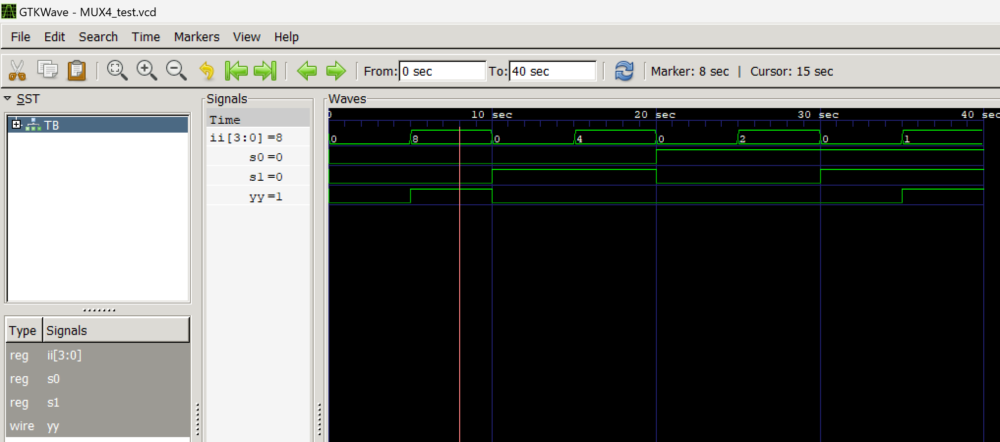 GTKWave - MUX4_test.vcd
File Edit Search Time Markers View Help
From: 0 sec To: 40 sec Marker: 8 sec | Cursor: 15 sec
SST
TB
Type Signals
reg ii[3:0]
reg s0
reg s1
wire yy
Signals
Time
ii[3:0] =8
s0 =0
s1 =0
yy =1
Waves
0 10 sec 20 sec 30 sec 40 sec
0 8 0 4 0 2 0 1